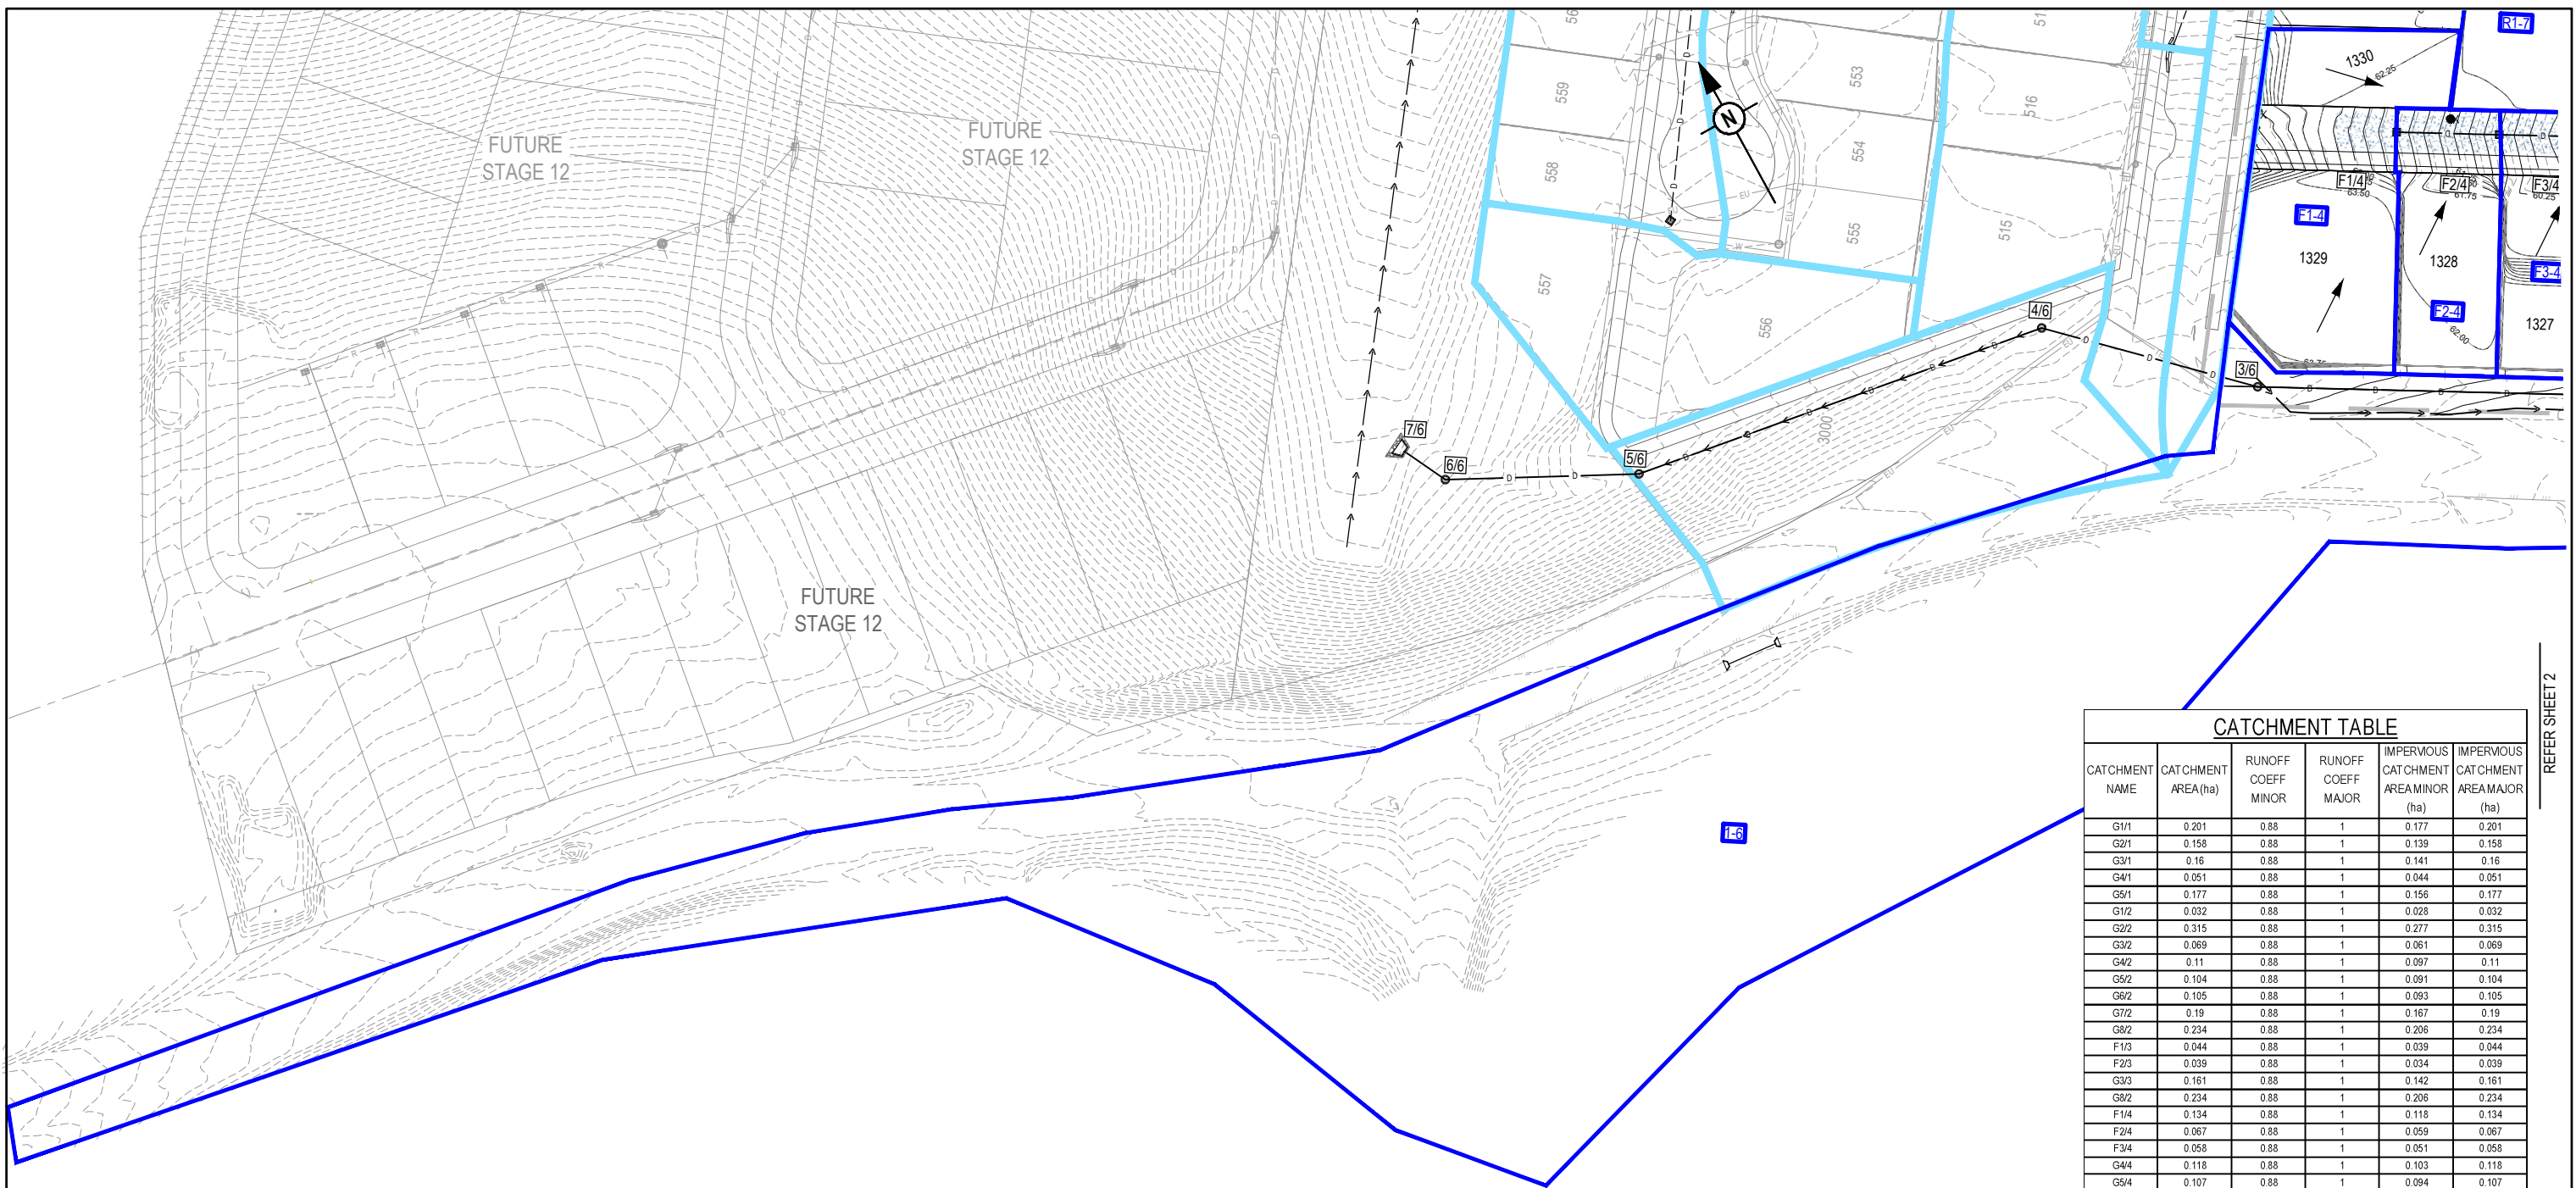 FUTURE
STAGE 12
FUTURE
STAGE 12
FUTURE
STAGE 12
559
558
557
556
555
554
553
516
515
N
3000
7/6
6/6
5/6
4/6
3/6
R1-7
1330
62.25
F1/4
F2/4
F3/4
63.50
61.75
60.25
F1-4
F2-4
F3-4
1329
1328
1327
62.00
1-6
REFER SHEET 2
CATCHMENT TABLE
CATCHMENT NAME | CATCHMENT AREA (ha) | RUNOFF COEFF MINOR | RUNOFF COEFF MAJOR | IMPERVIOUS CATCHMENT AREA MINOR (ha) | IMPERVIOUS CATCHMENT AREA MAJOR (ha)
G1/1 0.201 0.88 1 0.177 0.201
G2/1 0.158 0.88 1 0.139 0.158
G3/1 0.16 0.88 1 0.141 0.16
G4/1 0.051 0.88 1 0.044 0.051
G5/1 0.177 0.88 1 0.156 0.177
G1/2 0.032 0.88 1 0.028 0.032
G2/2 0.315 0.88 1 0.277 0.315
G3/2 0.069 0.88 1 0.061 0.069
G4/2 0.11 0.88 1 0.097 0.11
G5/2 0.104 0.88 1 0.091 0.104
G6/2 0.105 0.88 1 0.093 0.105
G7/2 0.19 0.88 1 0.167 0.19
G8/2 0.234 0.88 1 0.206 0.234
F1/3 0.044 0.88 1 0.039 0.044
F2/3 0.039 0.88 1 0.034 0.039
G3/3 0.161 0.88 1 0.142 0.161
G8/2 0.234 0.88 1 0.206 0.234
F1/4 0.134 0.88 1 0.118 0.134
F2/4 0.067 0.88 1 0.059 0.067
F3/4 0.058 0.88 1 0.051 0.058
G4/4 0.118 0.88 1 0.103 0.118
G5/4 0.107 0.88 1 0.094 0.107